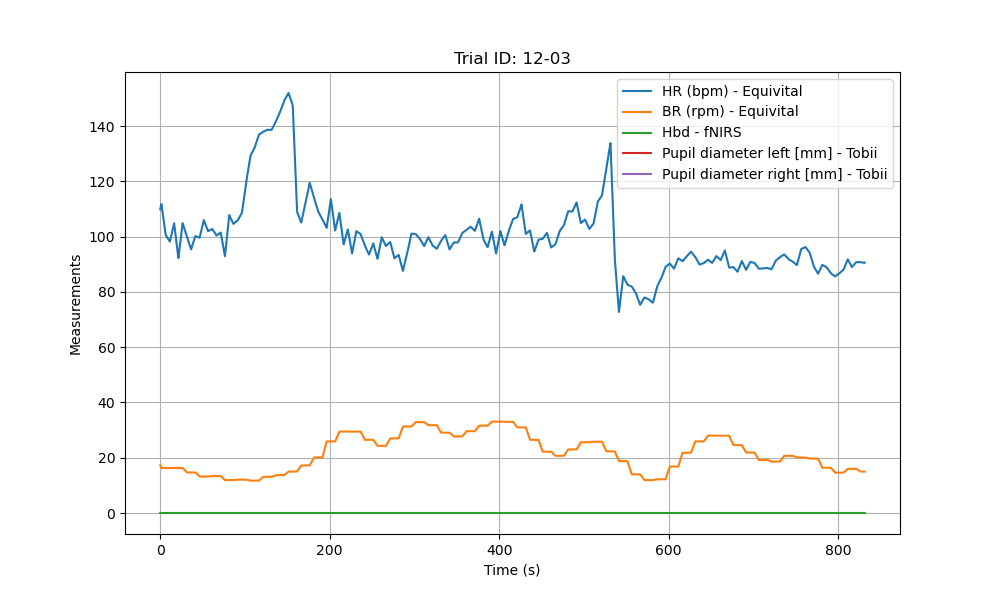 Trial ID: 12-03
HR (bpm) - Equivital
BR (rpm) - Equivital
Hbd - fNIRS
Pupil diameter left [mm] - Tobii
Pupil diameter right [mm] - Tobii
Measurements
140
120
100
80
60
40
20
0
0 200 400 600 800
Time (s)